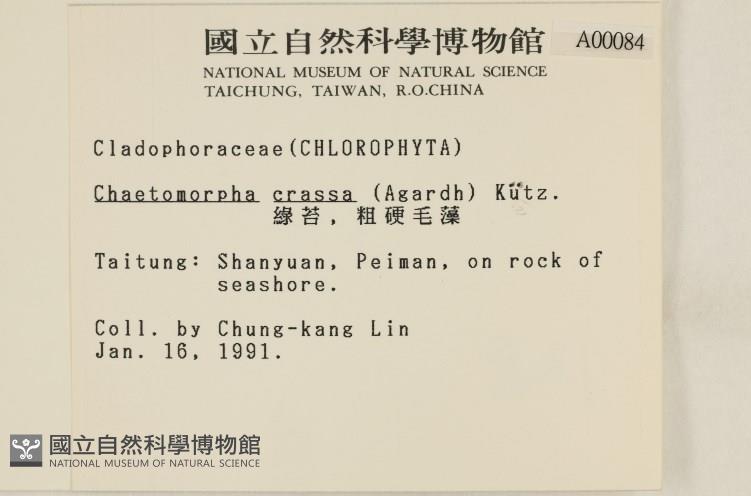 國立自然科學博物館
A00084
NATIONAL MUSEUM OF NATURAL SCIENCE
TAICHUNG, TAIWAN, R.O.CHINA
Cladophoraceae(CHLOROPHYTA)
Chaetomorpha crassa (Agardh) Kütz.
綠苔, 粗硬毛藻
Taitung: Shanyuan, Peiman, on rock of
seashore.
Coll. by Chung-kang Lin
Jan. 16, 1991.
國立自然科學博物館
NATIONAL MUSEUM OF NATURAL SCIENCE